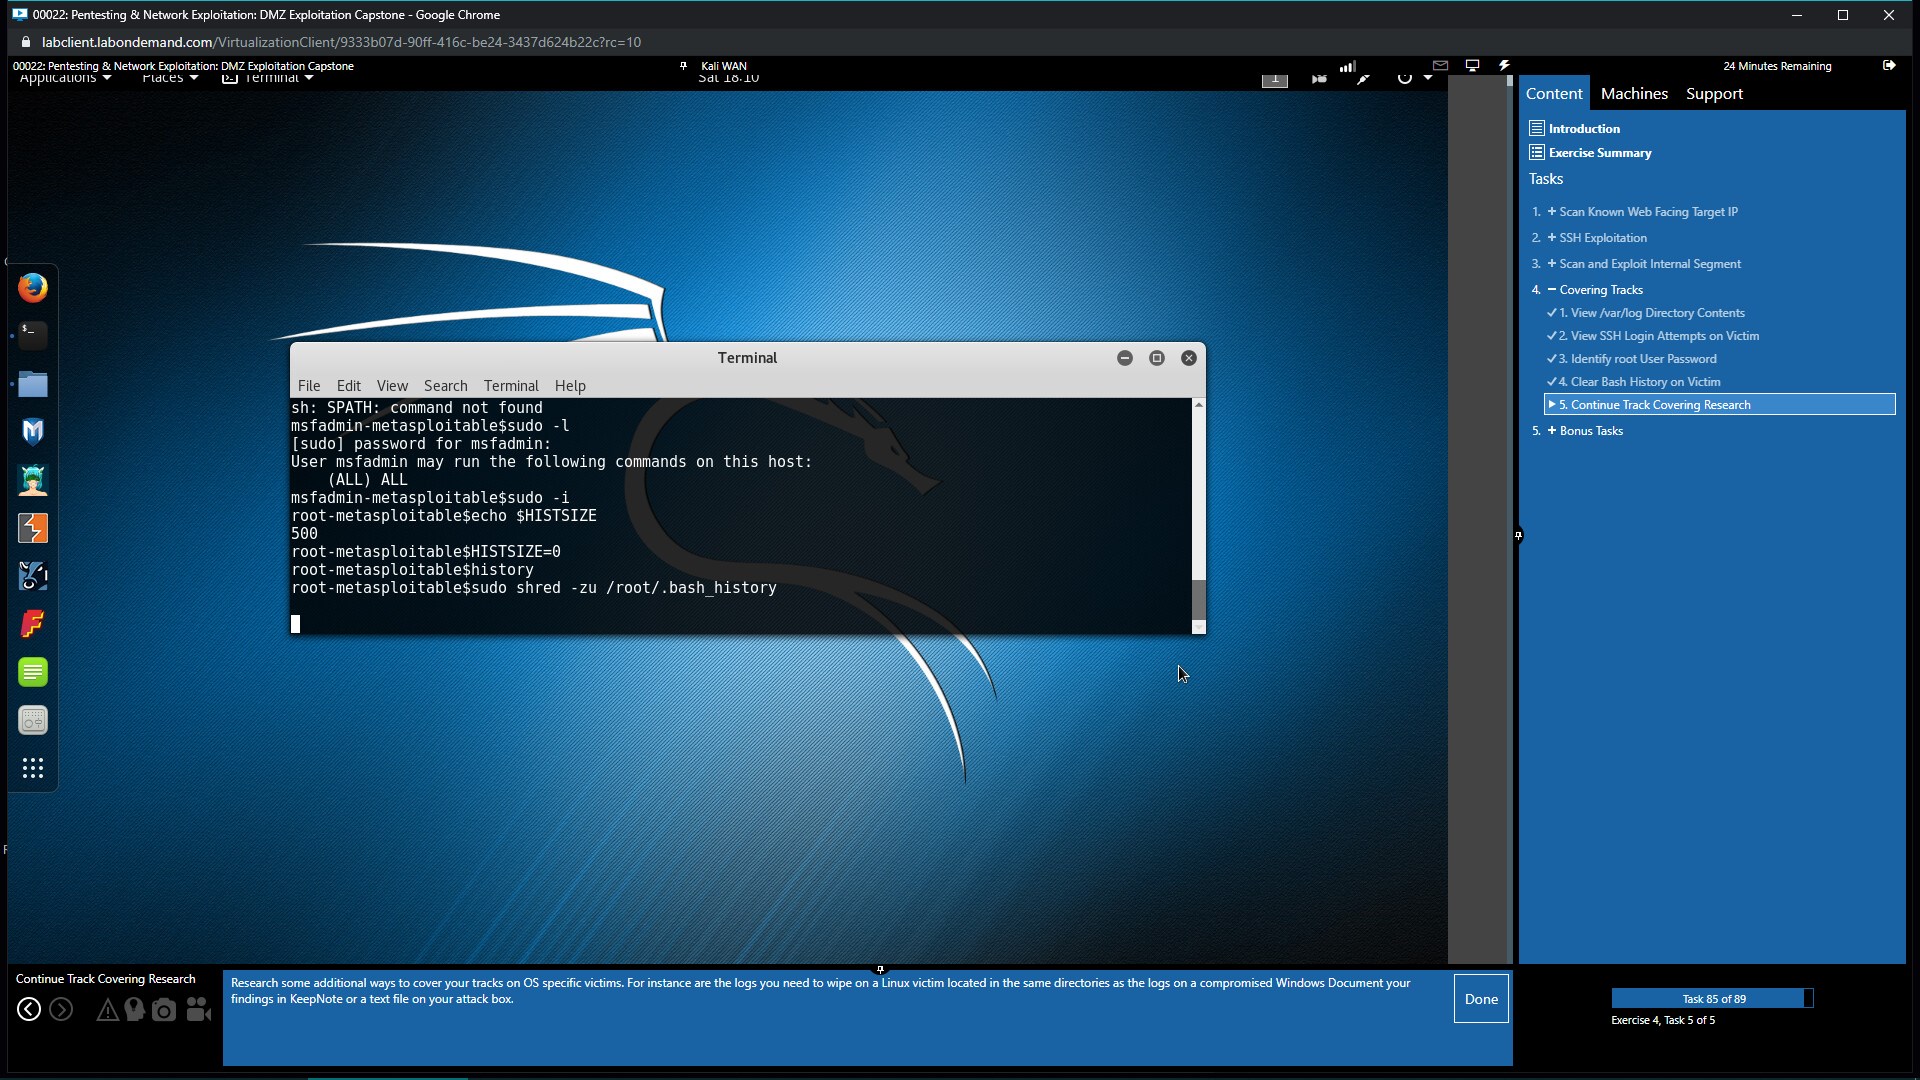 00022: Pentesting & Network Exploitation: DMZ Exploitation Capstone - Google Chrome
labclient.labondemand.com/VirtualizationClient/9333b07d-90ff-416c-be24-3437d624b22c?rc=10
00022: Pentesting & Network Exploitation: DMZ Exploitation Capstone
Kali WAN
24 Minutes Remaining
Applications
Places
Terminal
Sat 18:10
1
Content
Machines
Support
Introduction
Exercise Summary
Tasks
1. + Scan Known Web Facing Target IP
2. + SSH Exploitation
3. + Scan and Exploit Internal Segment
4. − Covering Tracks
1. View /var/log Directory Contents
2. View SSH Login Attempts on Victim
3. Identify root User Password
4. Clear Bash History on Victim
5. Continue Track Covering Research
5. + Bonus Tasks
Terminal
File Edit View Search Terminal Help
sh: SPATH: command not found
msfadmin-metasploitable$sudo -l
[sudo] password for msfadmin:
User msfadmin may run the following commands on this host:
    (ALL) ALL
msfadmin-metasploitable$sudo -i
root-metasploitable$echo $HISTSIZE
500
root-metasploitable$HISTSIZE=0
root-metasploitable$history
root-metasploitable$sudo shred -zu /root/.bash_history
Continue Track Covering Research
Research some additional ways to cover your tracks on OS specific victims. For instance are the logs you need to wipe on a Linux victim located in the same directories as the logs on a compromised Windows Document your
findings in KeepNote or a text file on your attack box.
Done
Task 85 of 89
Exercise 4, Task 5 of 5